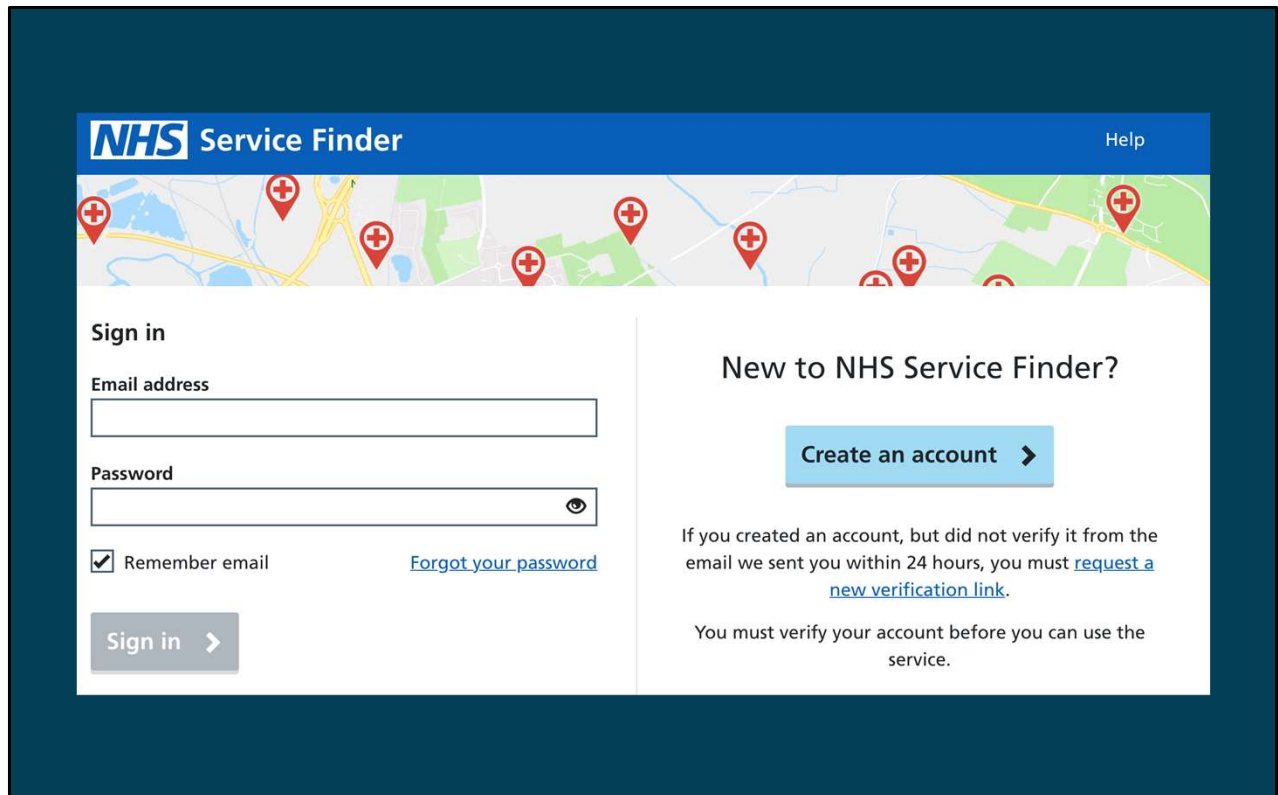 NHS Service Finder
Help
Sign in
Email address
Password
Remember email
Forgot your password
Sign in
New to NHS Service Finder?
Create an account
If you created an account, but did not verify it from the
email we sent you within 24 hours, you must request a
new verification link.
You must verify your account before you can use the
service.